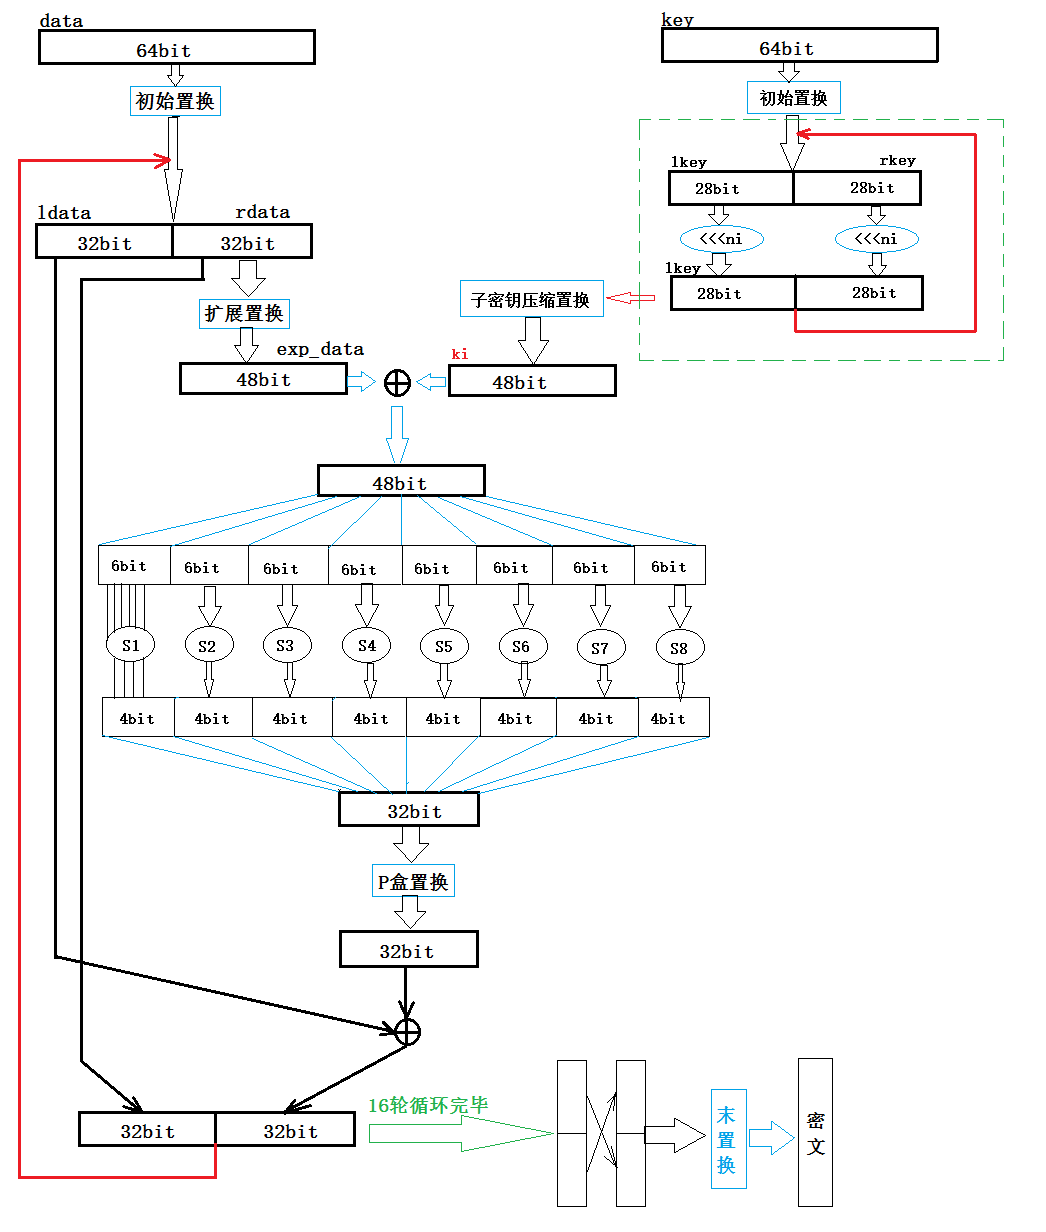 data
key
64bit
64bit
初始置换
初始置换
lkey
rkey
28bit
28bit
ldata
rdata
32bit
32bit
<<<ni
<<<ni
lkey
28bit
28bit
子密钥压缩置换
扩展置换
exp_data
ki
48bit
48bit
48bit
6bit
6bit
6bit
6bit
6bit
6bit
6bit
6bit
S1
S2
S3
S4
S5
S6
S7
S8
4bit
4bit
4bit
4bit
4bit
4bit
4bit
4bit
32bit
P盒置换
32bit
16轮循环完毕
32bit
32bit
末置换
密文